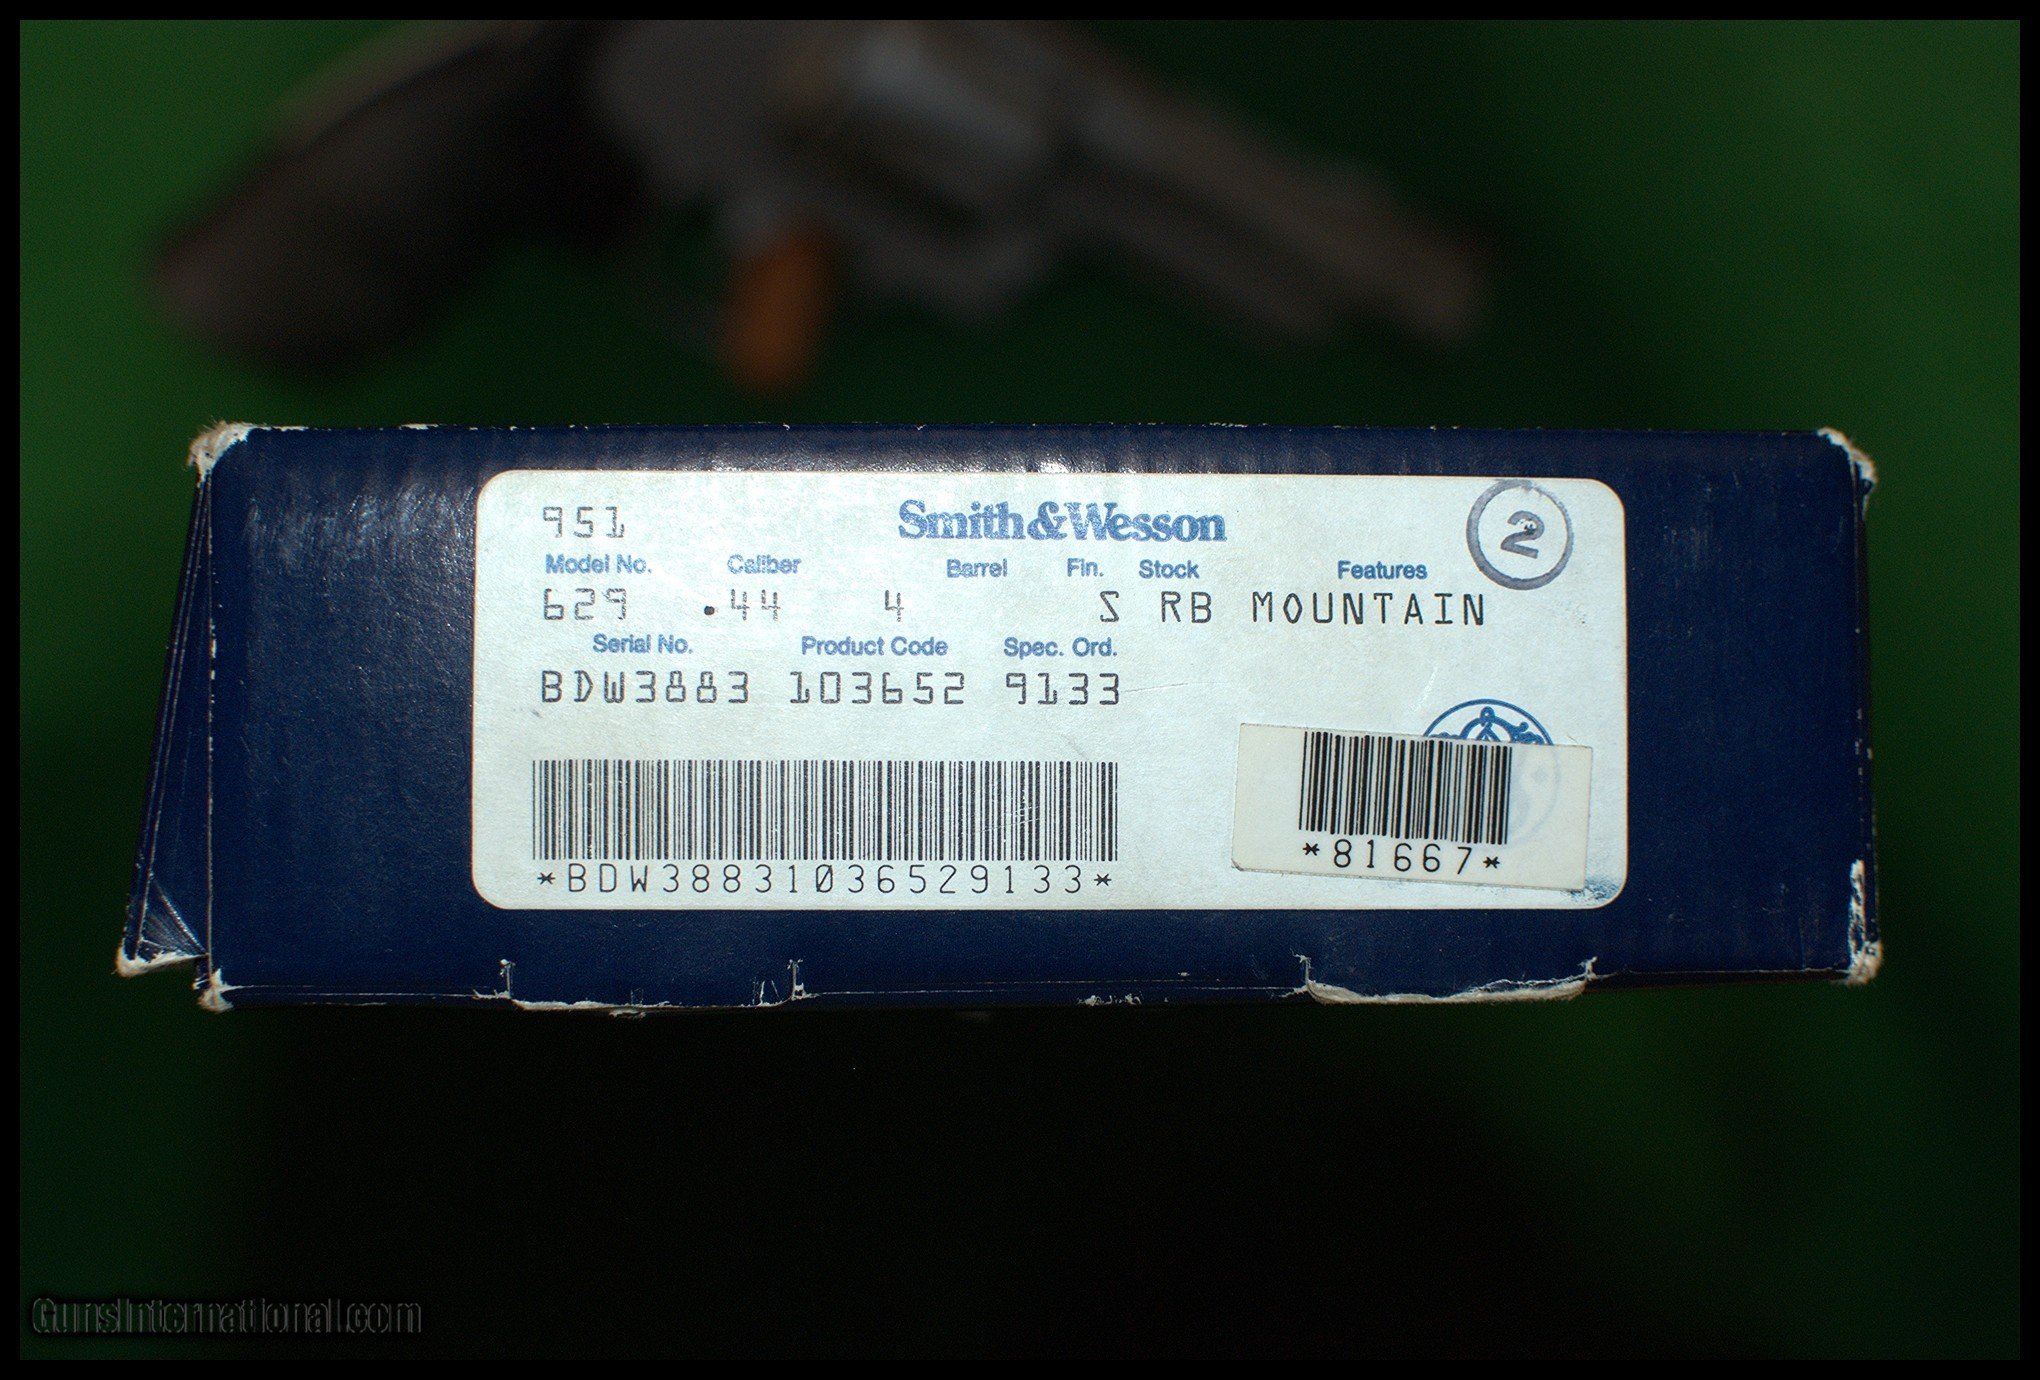 951 Smith&Wesson 2
Model No. Caliber Barrel Fin. Stock Features
629 .44 4 S RB MOUNTAIN
Serial No. Product Code Spec. Ord.
BDW3883 103652 9133
*BDW38831036529133*
*81667*
GunsInternational.com